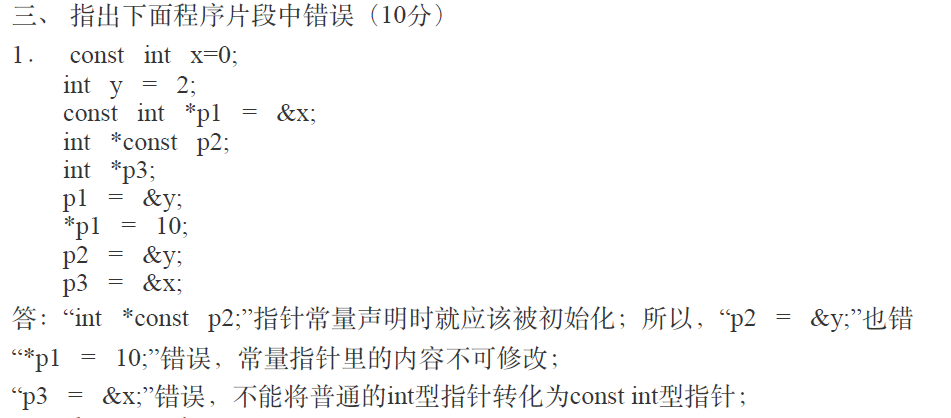 三、 指出下面程序片段中错误（10分）
1. const int x=0;
int y = 2;
const int *p1 = &x;
int *const p2;
int *p3;
p1 = &y;
*p1 = 10;
p2 = &y;
p3 = &x;
答：“int *const p2;”指针常量声明时就应该被初始化；所以，“p2 = &y;”也错
“*p1 = 10;”错误，常量指针里的内容不可修改；
“p3 = &x;”错误，不能将普通的int型指针转化为const int型指针；